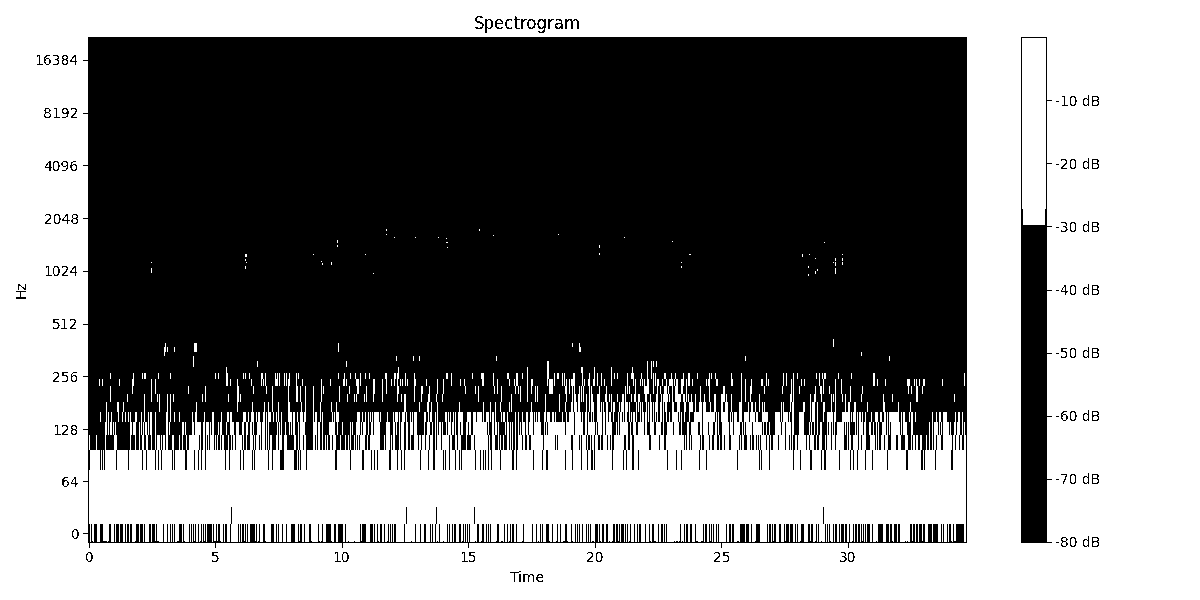 Spectrogram
16384
8192
4096
2048
1024
512
256
128
64
0
Hz
0 5 10 15 20 25 30
Time
-10 dB
-20 dB
-30 dB
-40 dB
-50 dB
-60 dB
-70 dB
-80 dB